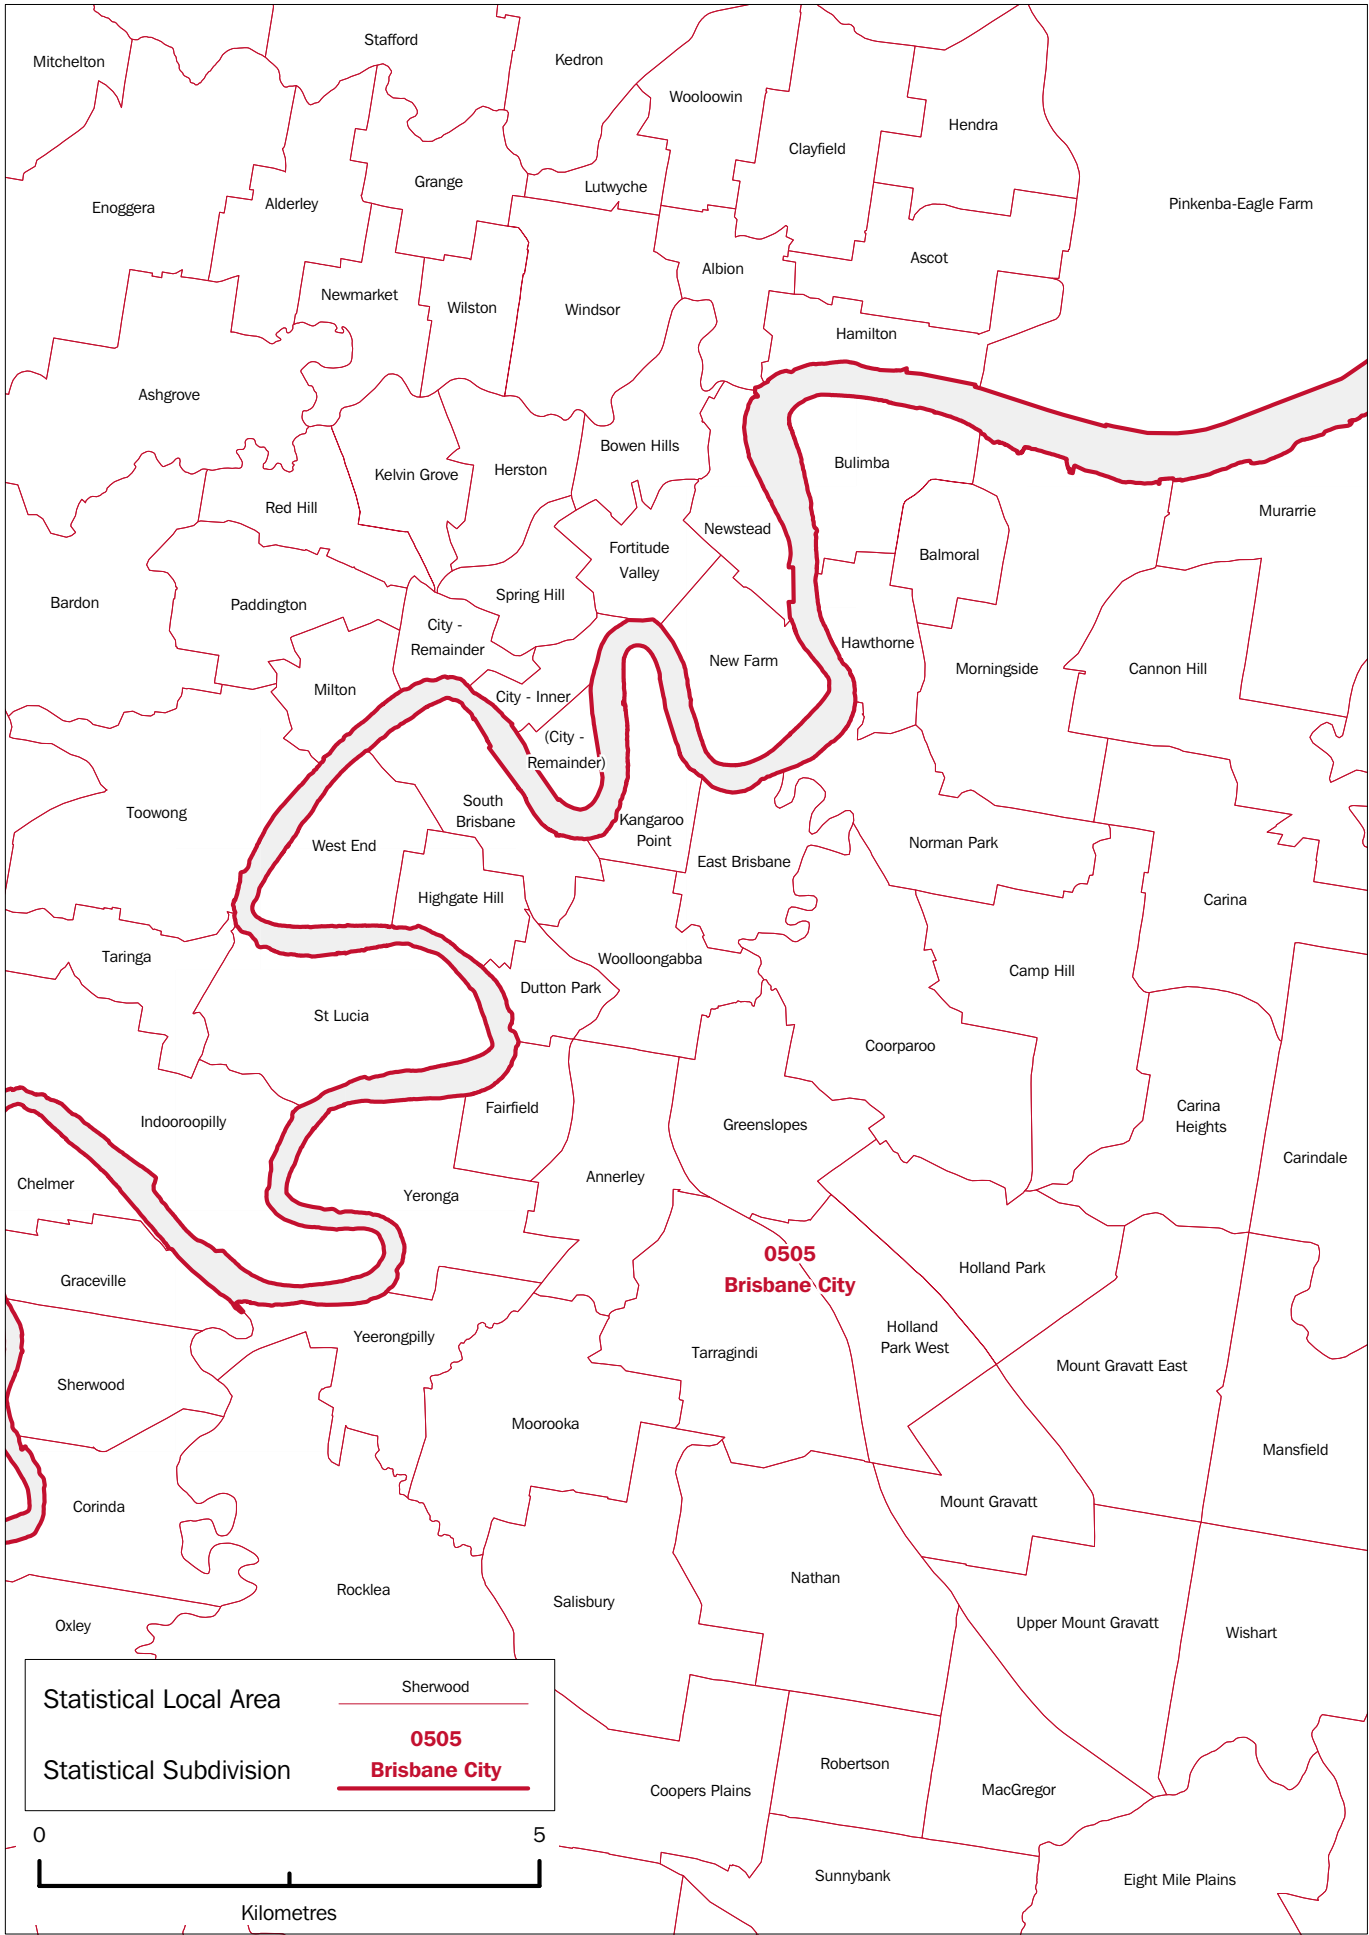 Stafford
Mitchelton
Kedron
Wooloowin
Hendra
Clayfield
Grange
Lutwyche
Enoggera
Alderley
Pinkenba-Eagle Farm
Ascot
Albion
Newmarket
Wilston
Windsor
Hamilton
Ashgrove
Bowen Hills
Bulimba
Herston
Kelvin Grove
Red Hill
Murarrie
Newstead
Fortitude
Valley
Balmoral
Spring Hill
Bardon
Paddington
City -
Remainder
Hawthorne
New Farm
Morningside
Cannon Hill
Milton
City - Inner
(City -
Remainder)
Toowong
South
Brisbane
Kangaroo
Point
West End
Norman Park
East Brisbane
Highgate Hill
Carina
Taringa
Woolloongabba
Camp Hill
Dutton Park
St Lucia
Coorparoo
Fairfield
Indooroopilly
Greenslopes
Carina
Heights
Carindale
Annerley
Chelmer
Yeronga
0505
Brisbane City
Holland Park
Graceville
Holland
Park West
Yeerongpilly
Tarragindi
Mount Gravatt East
Sherwood
Moorooka
Mansfield
Corinda
Mount Gravatt
Nathan
Rocklea
Salisbury
Oxley
Upper Mount Gravatt
Wishart
Statistical Local Area
Sherwood
Statistical Subdivision
0505
Brisbane City
Robertson
Coopers Plains
MacGregor
0
5
Kilometres
Sunnybank
Eight Mile Plains